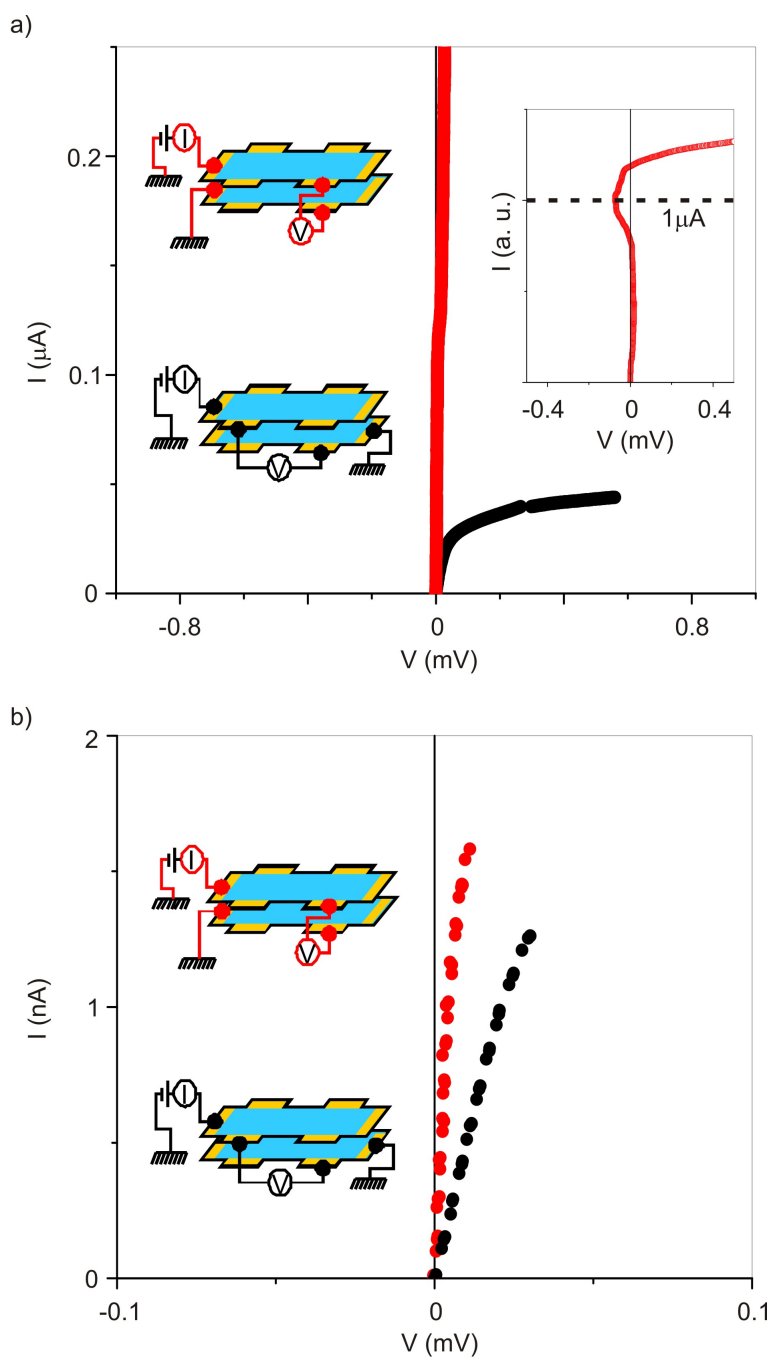 a)
I
V
I
V
0.2
0.1
0
I (μA)
-0.8
0
0.8
V (mV)
I (a. u.)
1μA
-0.4
0
0.4
V (mV)
b)
2
1
0
I (nA)
I
V
I
V
-0.1
0
0.1
V (mV)